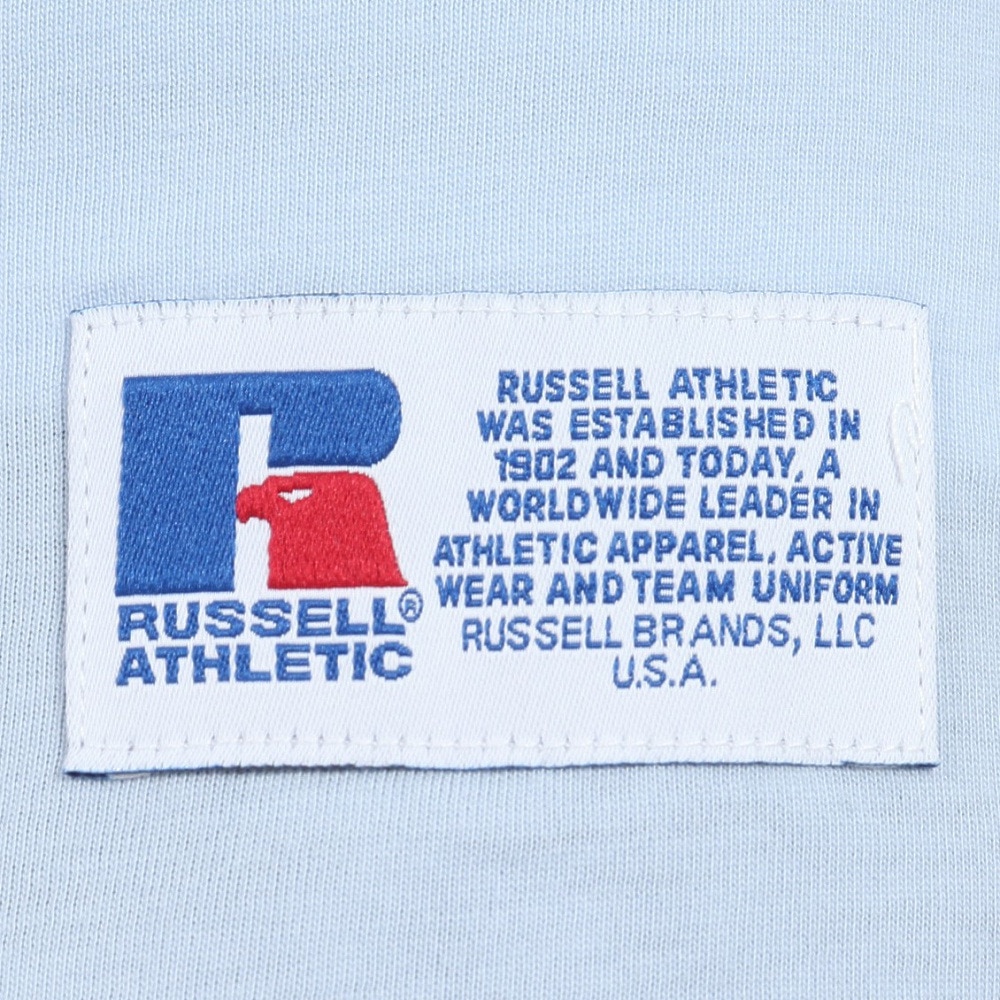 RUSSELL®
ATHLETIC
RUSSELL ATHLETIC
WAS ESTABLISHED IN
1902 AND TODAY, A
WORLDWIDE LEADER IN
ATHLETIC APPAREL, ACTIVE
WEAR AND TEAM UNIFORM
RUSSELL BRANDS, LLC
U.S.A.